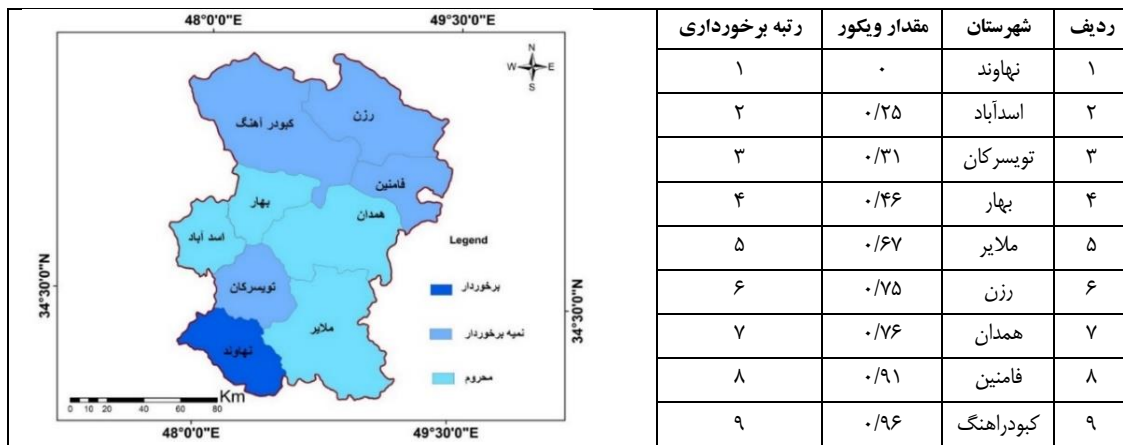 48°0'0"E 49°30'0"E
N
W E
S
رزن
کبودر آهنگ
فامنین
بهار
همدان
اسد آباد
تویسرکان
ملایر
نهاوند
34°30'0"N
34°30'0"N
Legend
برخوردار
نمیه برخوردار
محروم
Km
0 10 20 40 60 80
48°0'0"E 49°30'0"E
ردیف شهرستان مقدار ویکور رتبه برخورداری
۱ نهاوند ۰ ۱
۲ اسدآباد ۰/۲۵ ۲
۳ تویسرکان ۰/۳۱ ۳
۴ بهار ۰/۴۶ ۴
۵ ملایر ۰/۶۷ ۵
۶ رزن ۰/۷۵ ۶
۷ همدان ۰/۷۶ ۷
۸ فامنین ۰/۹۱ ۸
۹ کبودراهنگ ۰/۹۶ ۹